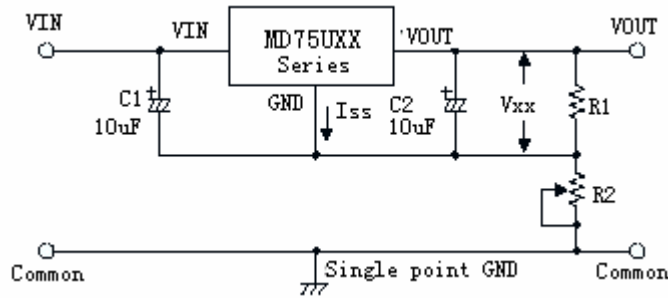 VIN
VIN
MD75UXX
Series
VOUT
VOUT
GND
Iss
C1
10uF
C2
10uF
Vxx
R1
R2
Common
Single point GND
Common